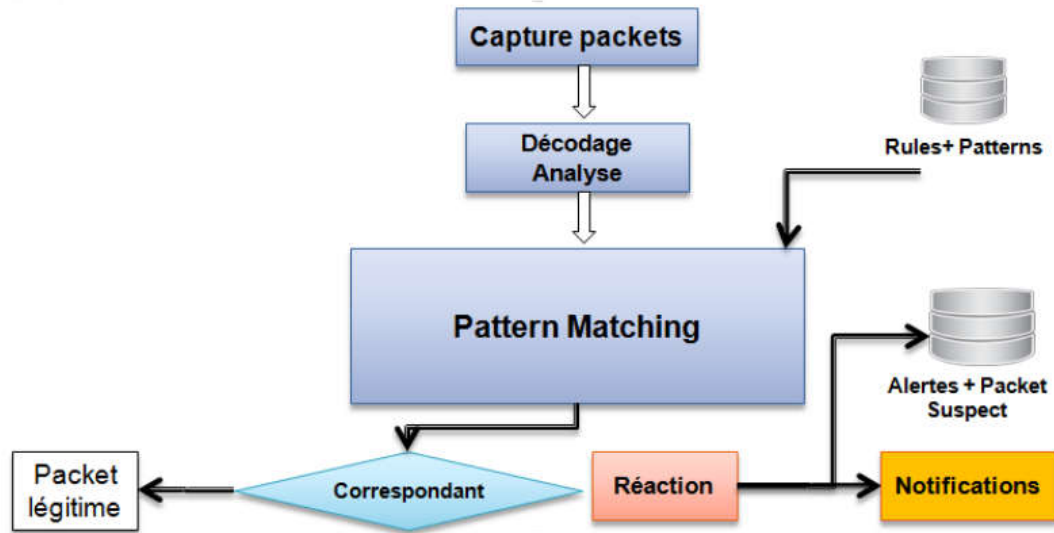 Capture packets
Décodage
Analyse
Rules+ Patterns
Pattern Matching
Alertes + Packet
Suspect
Packet
légitime
Correspondant
Réaction
Notifications